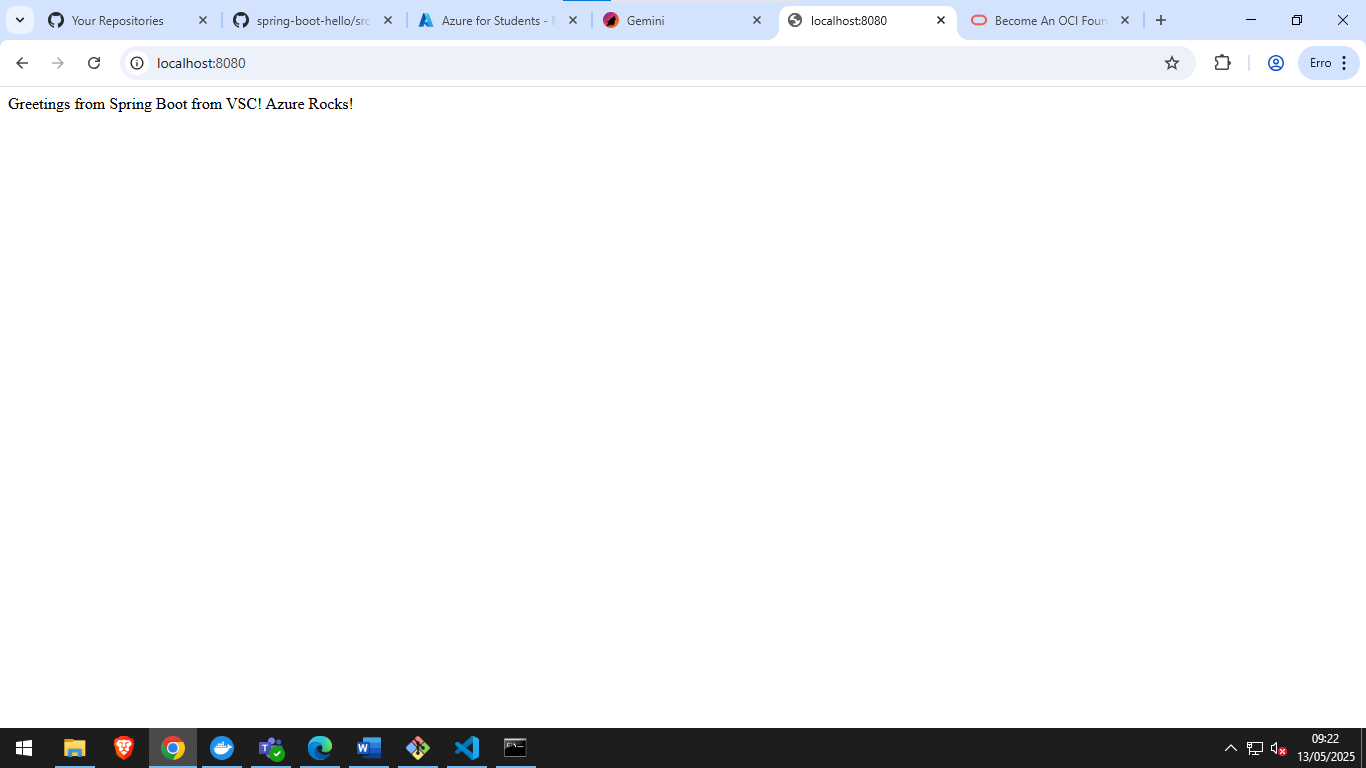 Your Repositories
spring-boot-hello/src
Azure for Students - M
Gemini
localhost:8080
Become An OCI Foun
localhost:8080
Erro
Greetings from Spring Boot from VSC! Azure Rocks!
09:22
13/05/2025